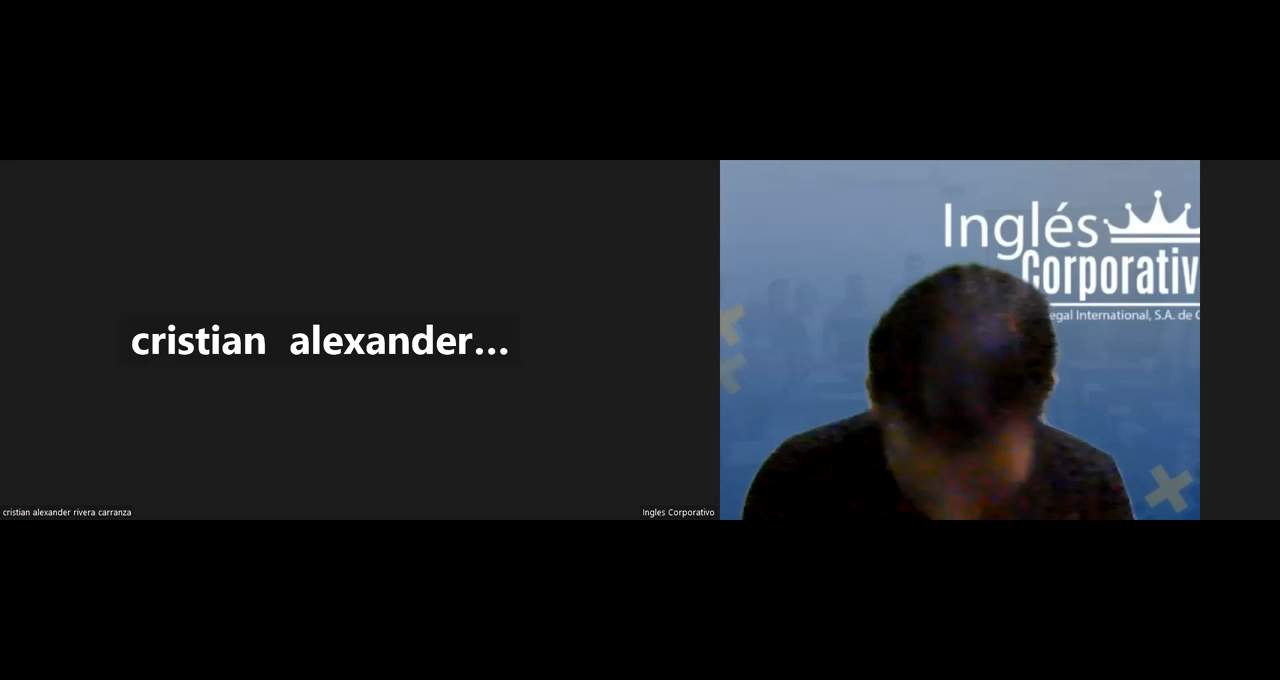 cristian alexander...
cristian alexander rivera carranza
Ingles Corporativo
Inglés
Corporativ
egal International, S.A. de C